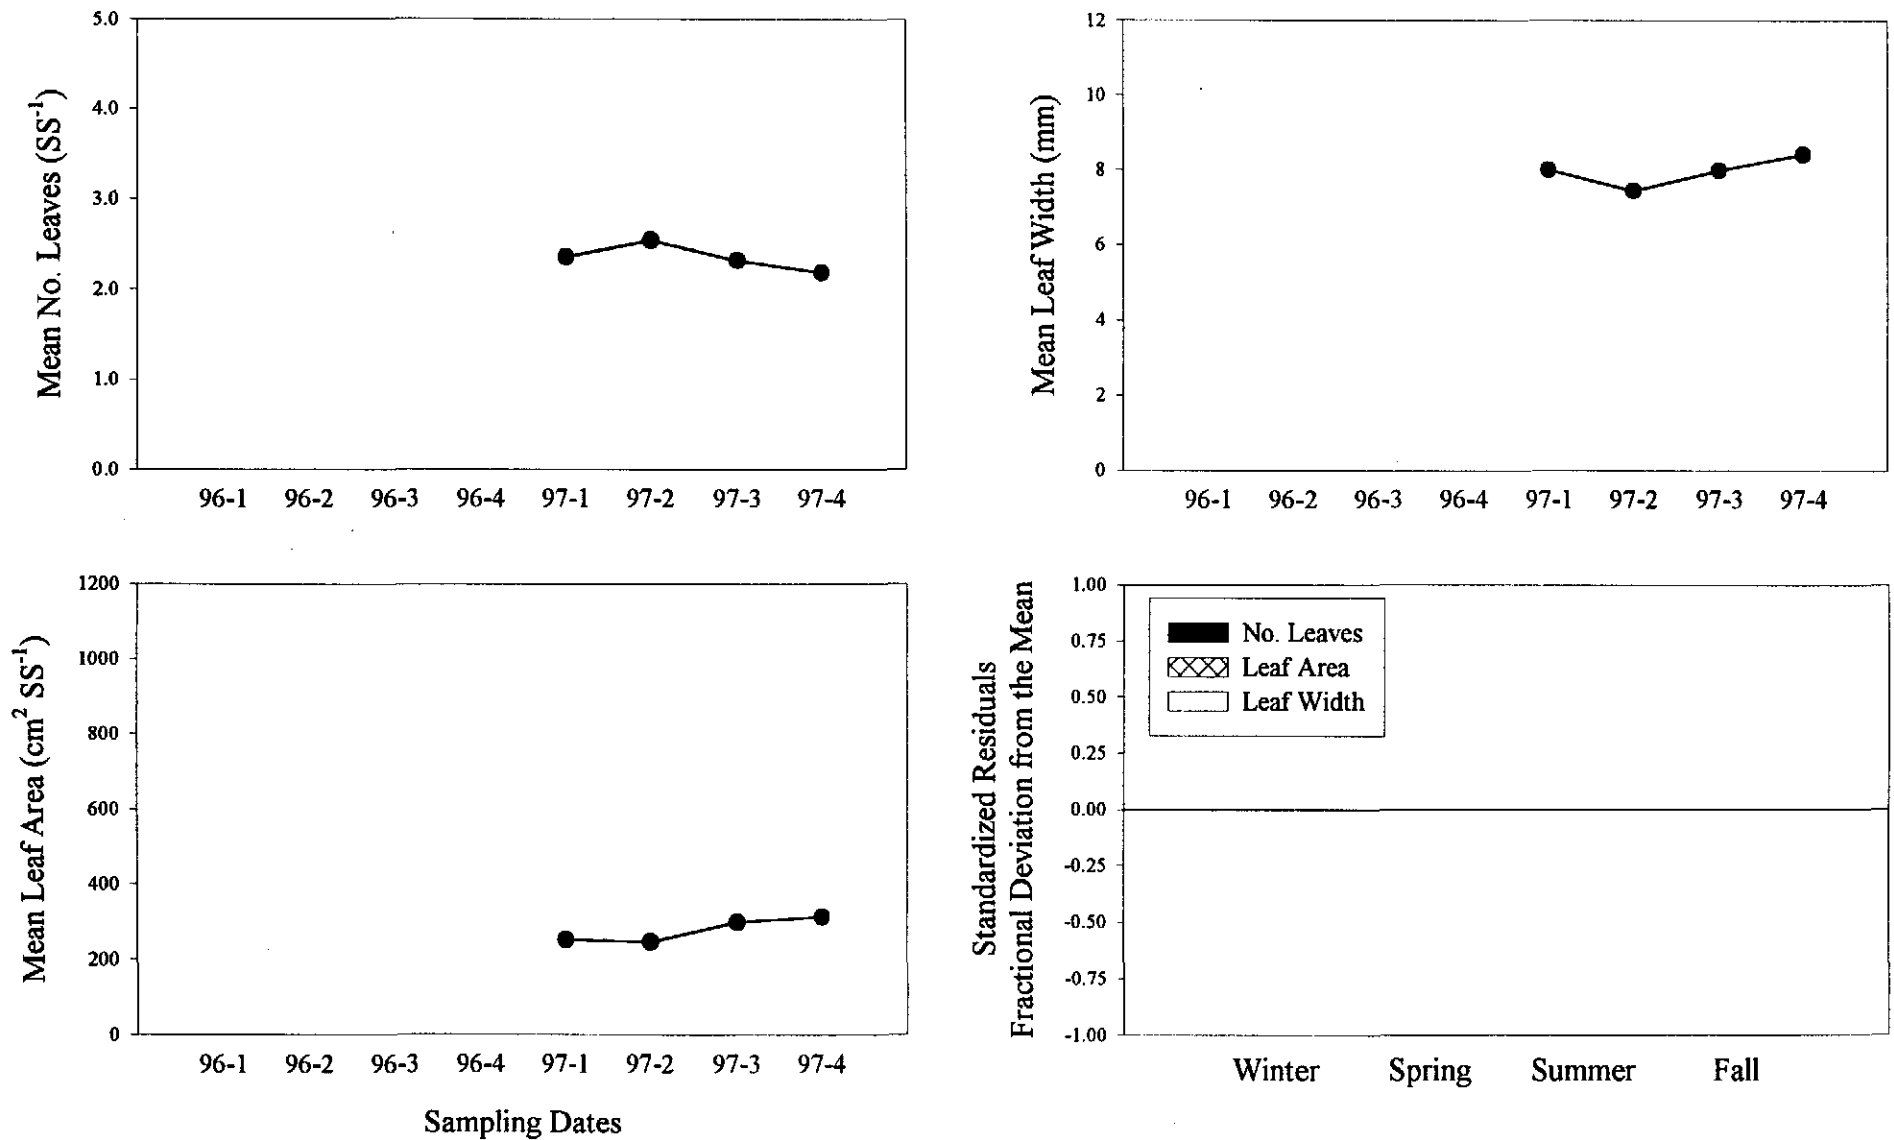 Mean No. Leaves (SS⁻¹)
5.0
4.0
3.0
2.0
1.0
0.0
96-1 96-2 96-3 96-4 97-1 97-2 97-3 97-4
Mean Leaf Width (mm)
12
10
8
6
4
2
0
96-1 96-2 96-3 96-4 97-1 97-2 97-3 97-4
Mean Leaf Area (cm² SS⁻¹)
1200
1000
800
600
400
200
0
96-1 96-2 96-3 96-4 97-1 97-2 97-3 97-4
Sampling Dates
Standardized Residuals
Fractional Deviation from the Mean
1.00
0.75
0.50
0.25
0.00
-0.25
-0.50
-0.75
-1.00
No. Leaves
Leaf Area
Leaf Width
Winter Spring Summer Fall